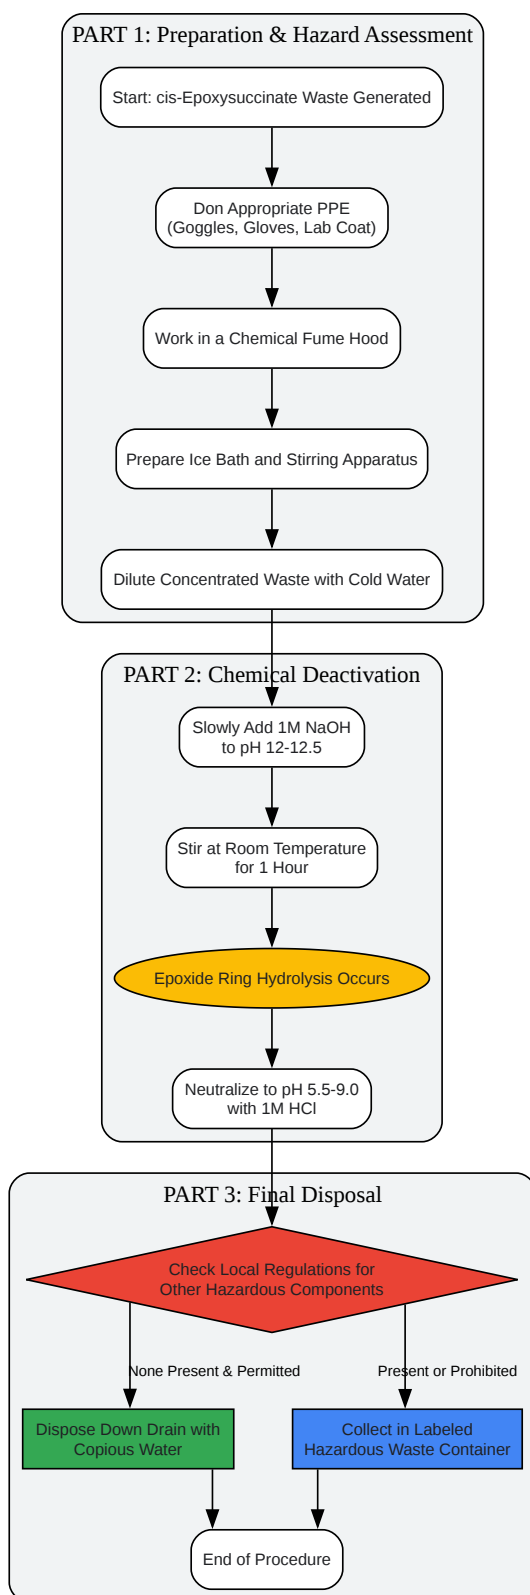 PART 1: Preparation & Hazard Assessment
Start: cis-Epoxysuccinate Waste Generated
Don Appropriate PPE
(Goggles, Gloves, Lab Coat)
Work in a Chemical Fume Hood
Prepare Ice Bath and Stirring Apparatus
Dilute Concentrated Waste with Cold Water
PART 2: Chemical Deactivation
Slowly Add 1M NaOH
to pH 12-12.5
Stir at Room Temperature
for 1 Hour
Epoxide Ring Hydrolysis Occurs
Neutralize to pH 5.5-9.0
with 1M HCl
PART 3: Final Disposal
Check Local Regulations for
Other Hazardous Components
None Present & Permitted
Present or Prohibited
Dispose Down Drain with
Copious Water
Collect in Labeled
Hazardous Waste Container
End of Procedure